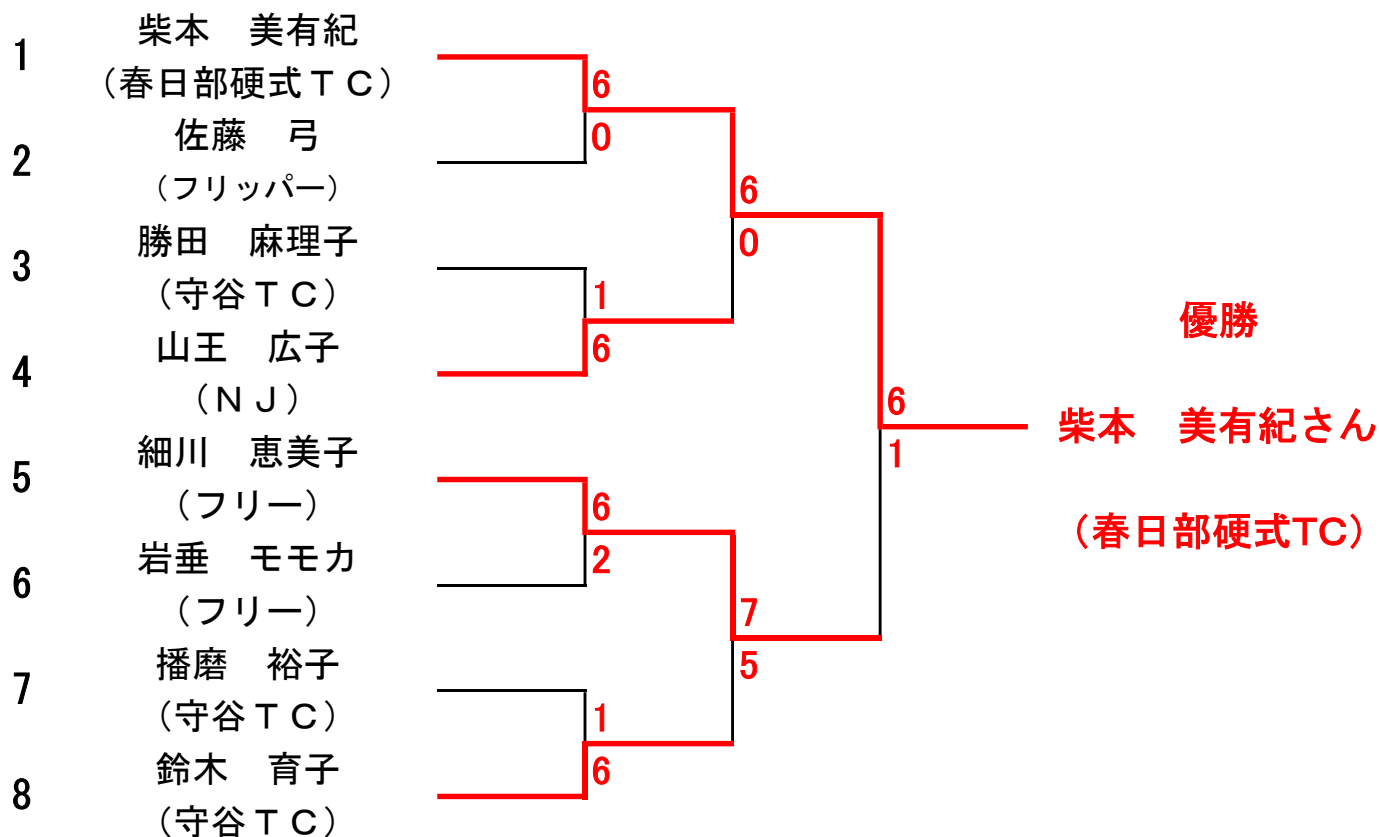 1
柴本　美有紀
（春日部硬式ＴＣ）
2
佐藤　弓
（フリッパー）
3
勝田　麻理子
（守谷ＴＣ）
4
山王　広子
（ＮＪ）
5
細川　恵美子
（フリー）
6
岩垂　モモカ
（フリー）
7
播磨　裕子
（守谷ＴＣ）
8
鈴木　育子
（守谷ＴＣ）
6
0
1
6
6
2
1
6
6
0
7
5
6
1
優勝
柴本　美有紀さん
（春日部硬式TC）